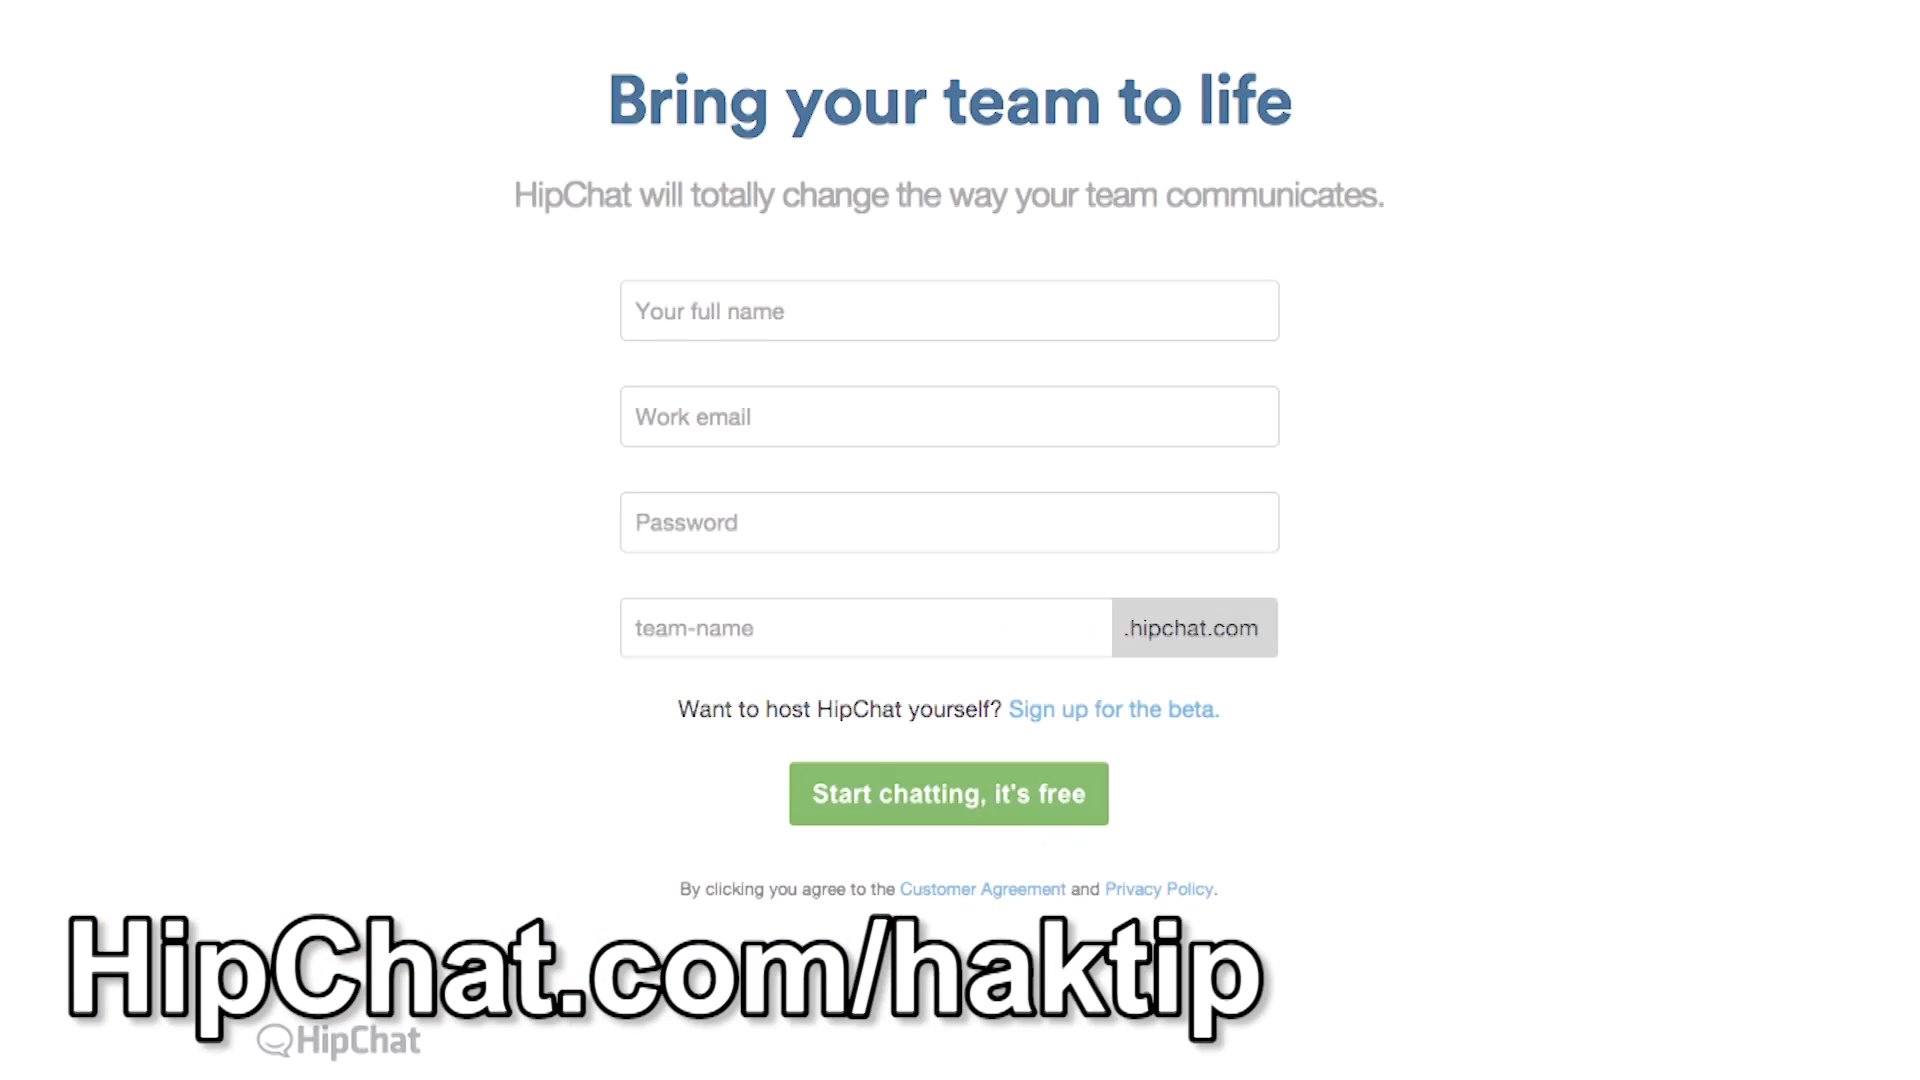 Bring your team to life
HipChat will totally change the way your team communicates.
Your full name
Work email
Password
team-name .hipchat.com
Want to host HipChat yourself? Sign up for the beta.
Start chatting, it's free
By clicking you agree to the Customer Agreement and Privacy Policy.
HipChat.com/haktip
HipChat